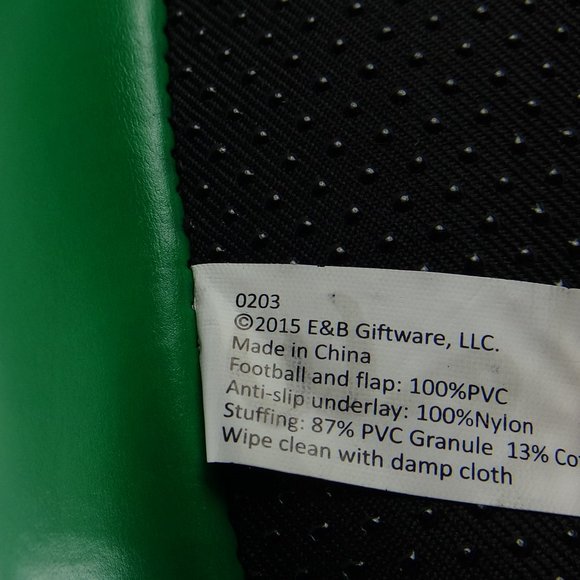 0203
©2015 E&B Giftware, LLC.
Made in China
Football and flap: 100%PVC
Anti-slip underlay: 100%Nylon
Stuffing: 87% PVC Granule 13%
Wipe clean with damp cloth